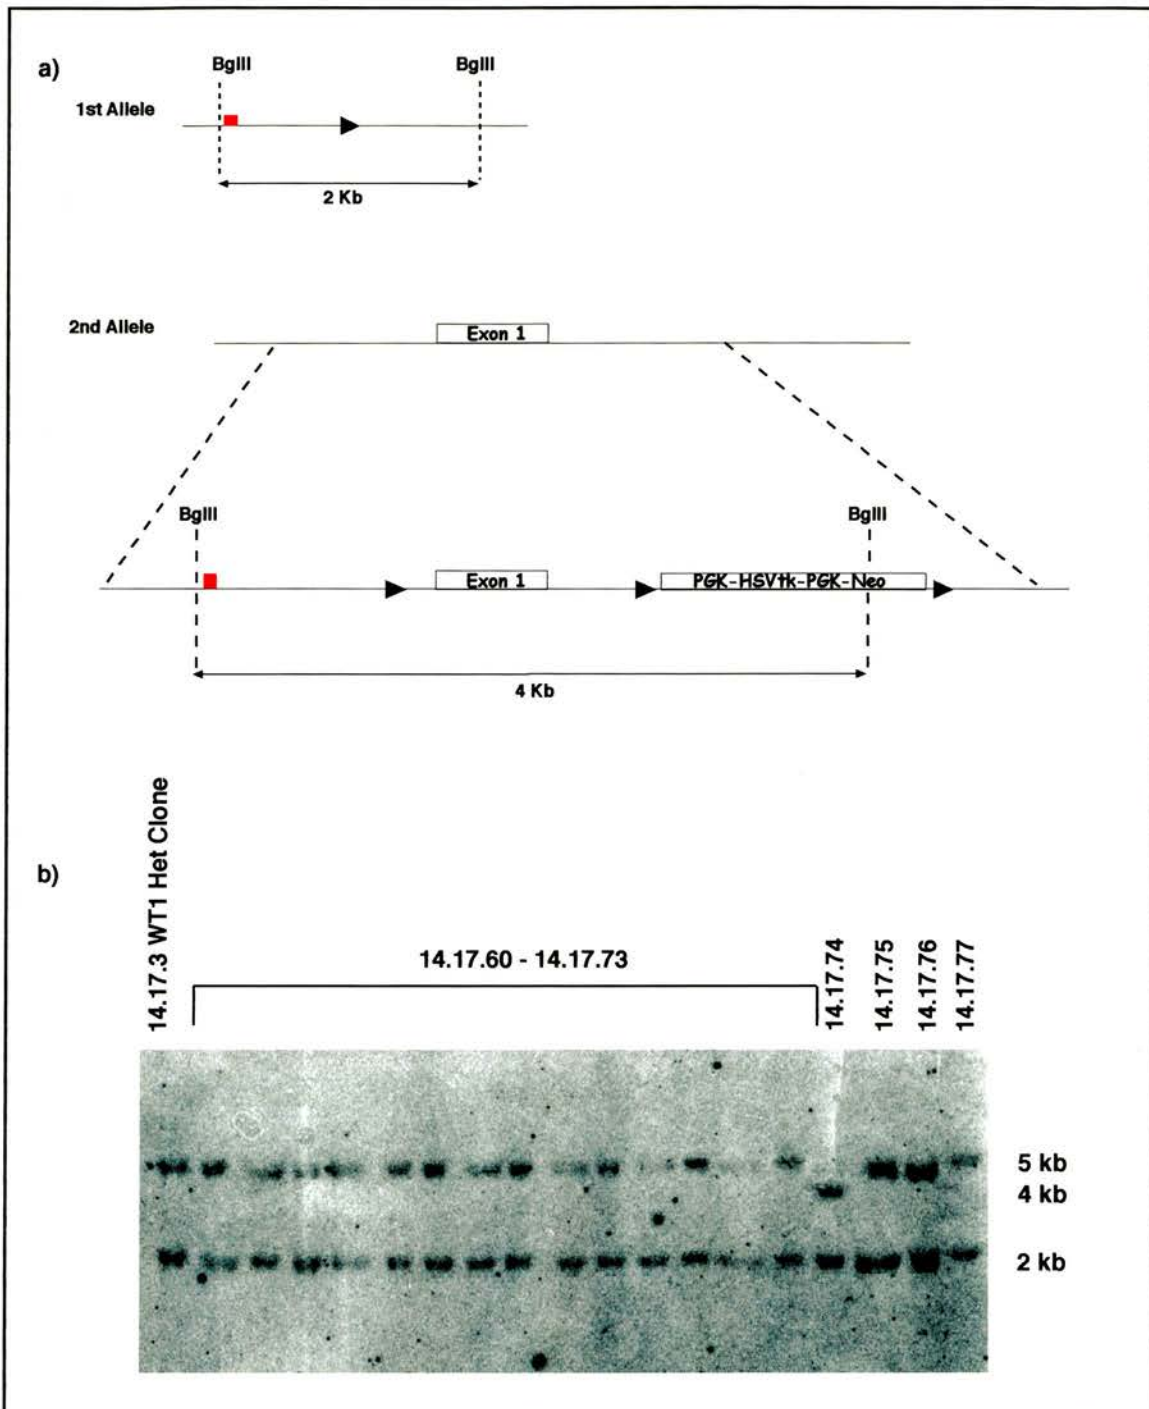 a)
BglII BglII
1st Allele
2 Kb
2nd Allele
Exon 1
BglII BglII
Exon 1 PGK-HSVtk-PGK-Neo
4 Kb
b)
14.17.3 WT1 Het Clone
14.17.60 - 14.17.73
14.17.74
14.17.75
14.17.76
14.17.77
5 kb
4 kb
2 kb